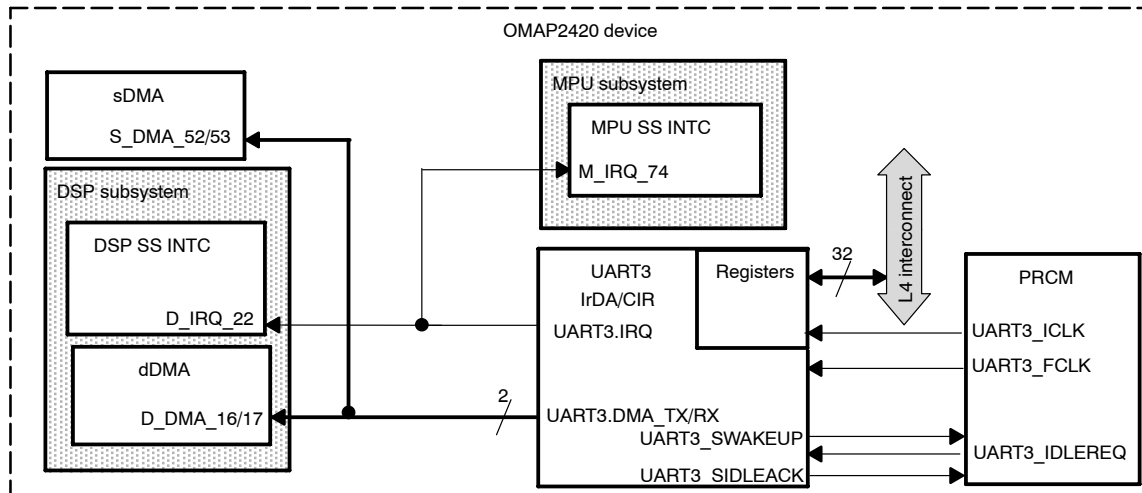 OMAP2420 device
sDMA
S_DMA_52/53
MPU subsystem
MPU SS INTC
M_IRQ_74
DSP subsystem
DSP SS INTC
D_IRQ_22
dDMA
D_DMA_16/17
2
UART3
IrDA/CIR
UART3.IRQ
Registers
32
L4 interconnect
UART3.DMA_TX/RX
UART3_SWAKEUP
UART3_SIDLEACK
PRCM
UART3_ICLK
UART3_FCLK
UART3_IDLEREQ